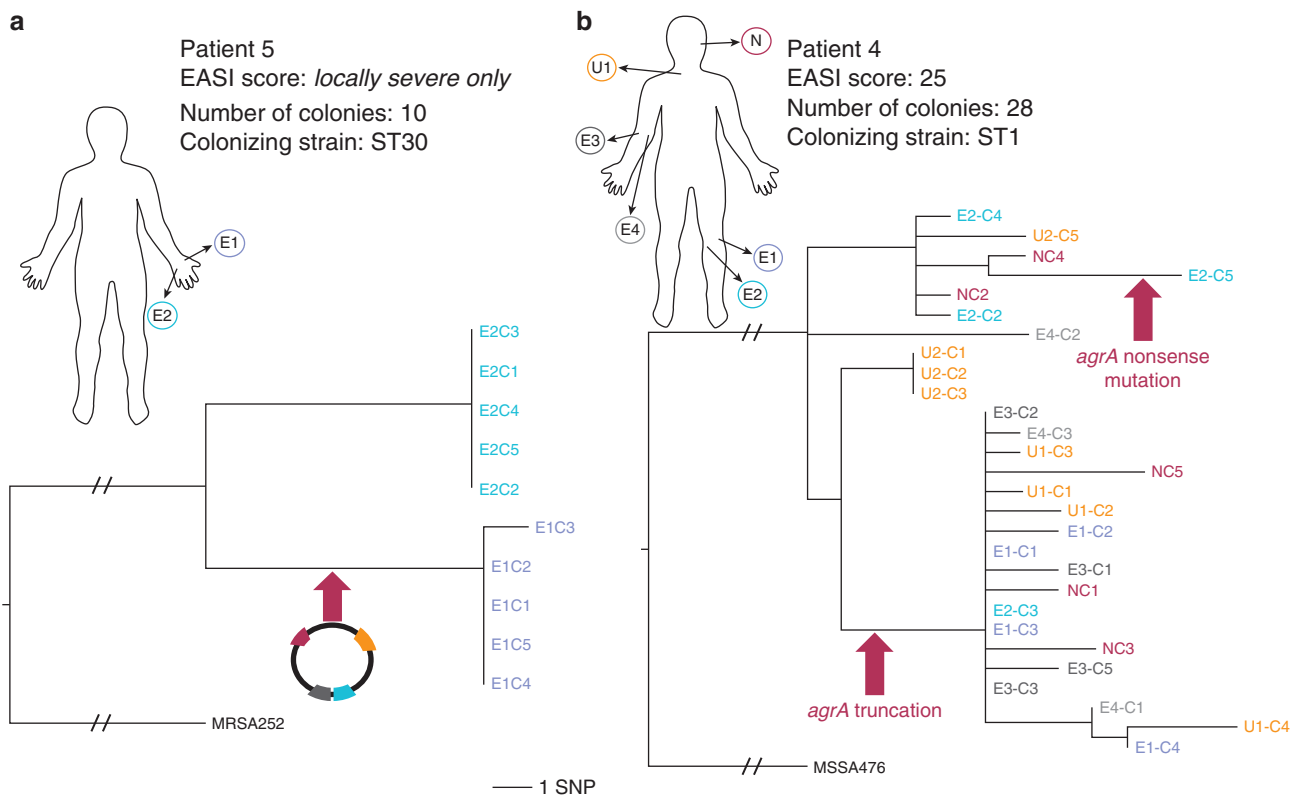 a
Patient 5
EASI score: locally severe only
Number of colonies: 10
Colonizing strain: ST30
E1
E2
E2C3
E2C1
E2C4
E2C5
E2C2
E1C3
E1C2
E1C1
E1C5
E1C4
MRSA252
1 SNP
b
Patient 4
EASI score: 25
Number of colonies: 28
Colonizing strain: ST1
N
U1
E3
E4
E1
E2
E2-C4
U2-C5
NC4
E2-C5
NC2
E2-C2
E4-C2
agrA nonsense
mutation
U2-C1
U2-C2
U2-C3
E3-C2
E4-C3
U1-C3
NC5
U1-C1
U1-C2
E1-C2
E1-C1
E3-C1
NC1
E2-C3
E1-C3
NC3
E3-C5
E3-C3
agrA truncation
E4-C1
U1-C4
E1-C4
MSSA476